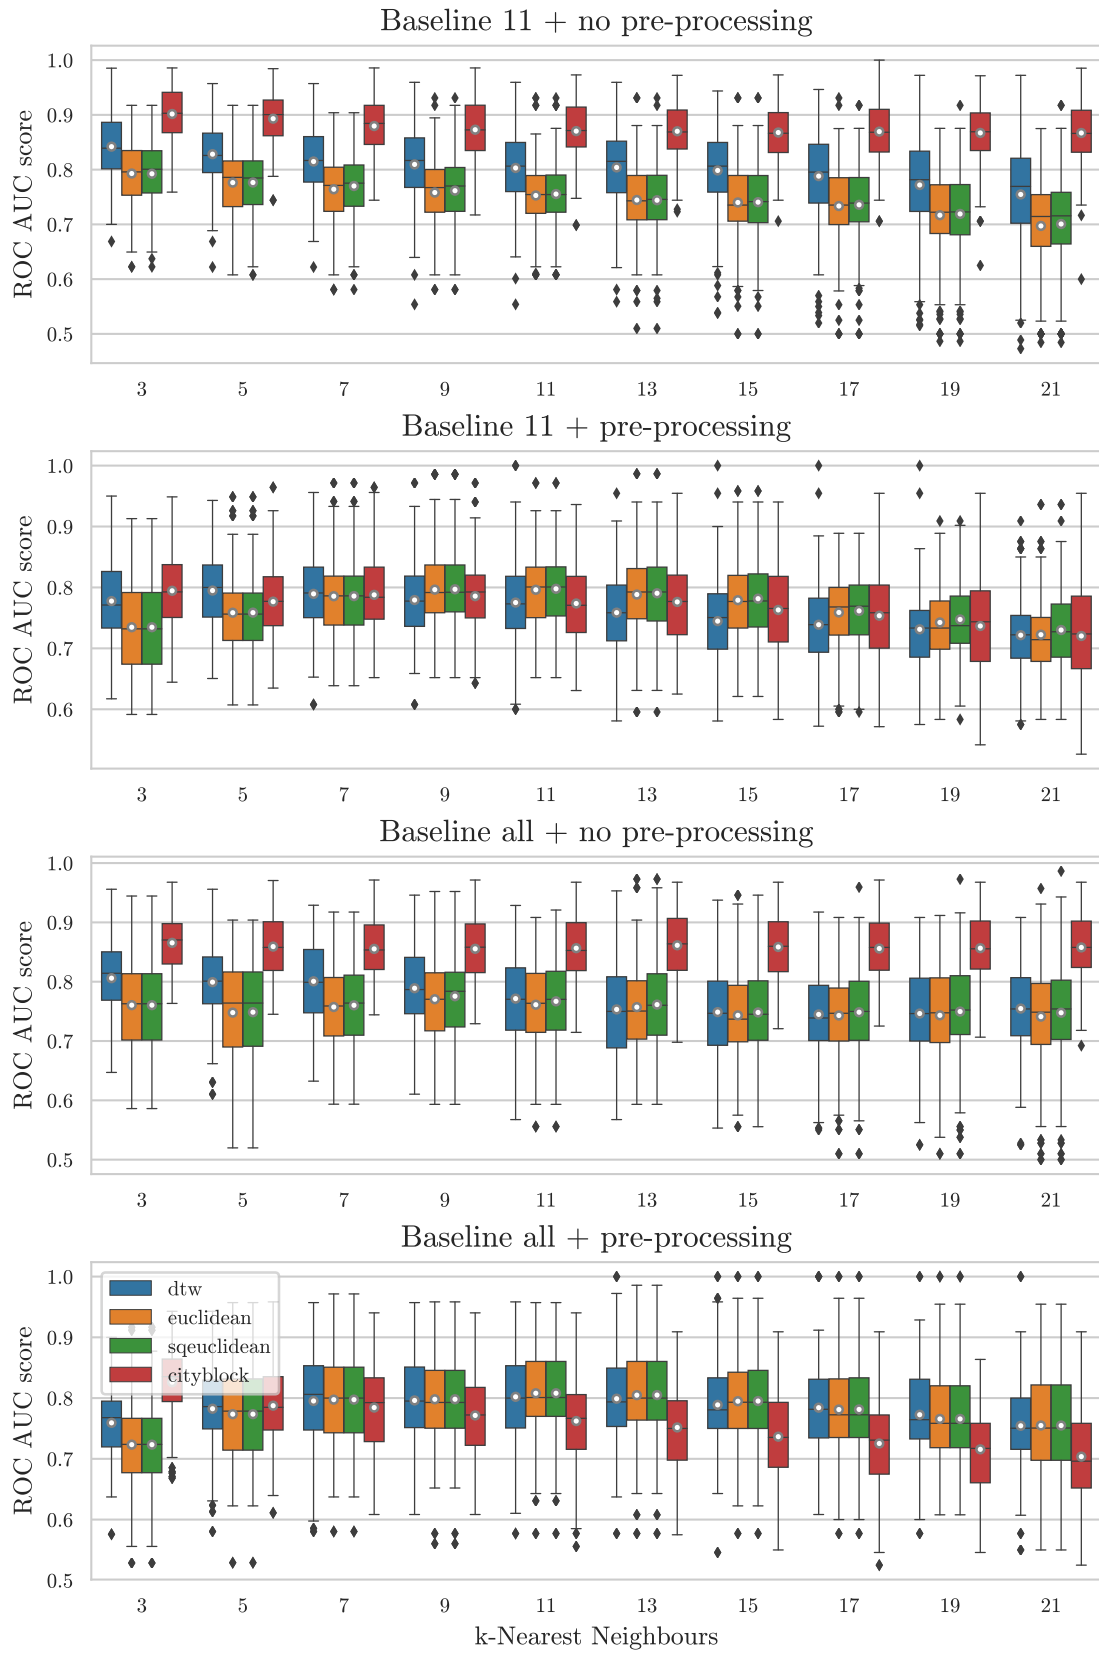 Baseline 11 + no pre-processing
1.0
0.9
0.8
0.7
0.6
0.5
ROC AUC score
3 5 7 9 11 13 15 17 19 21
Baseline 11 + pre-processing
1.0
0.9
0.8
0.7
0.6
ROC AUC score
3 5 7 9 11 13 15 17 19 21
Baseline all + no pre-processing
1.0
0.9
0.8
0.7
0.6
0.5
ROC AUC score
3 5 7 9 11 13 15 17 19 21
Baseline all + pre-processing
1.0
0.9
0.8
0.7
0.6
0.5
ROC AUC score
dtw
euclidean
sqeuclidean
cityblock
3 5 7 9 11 13 15 17 19 21
k-Nearest Neighbours